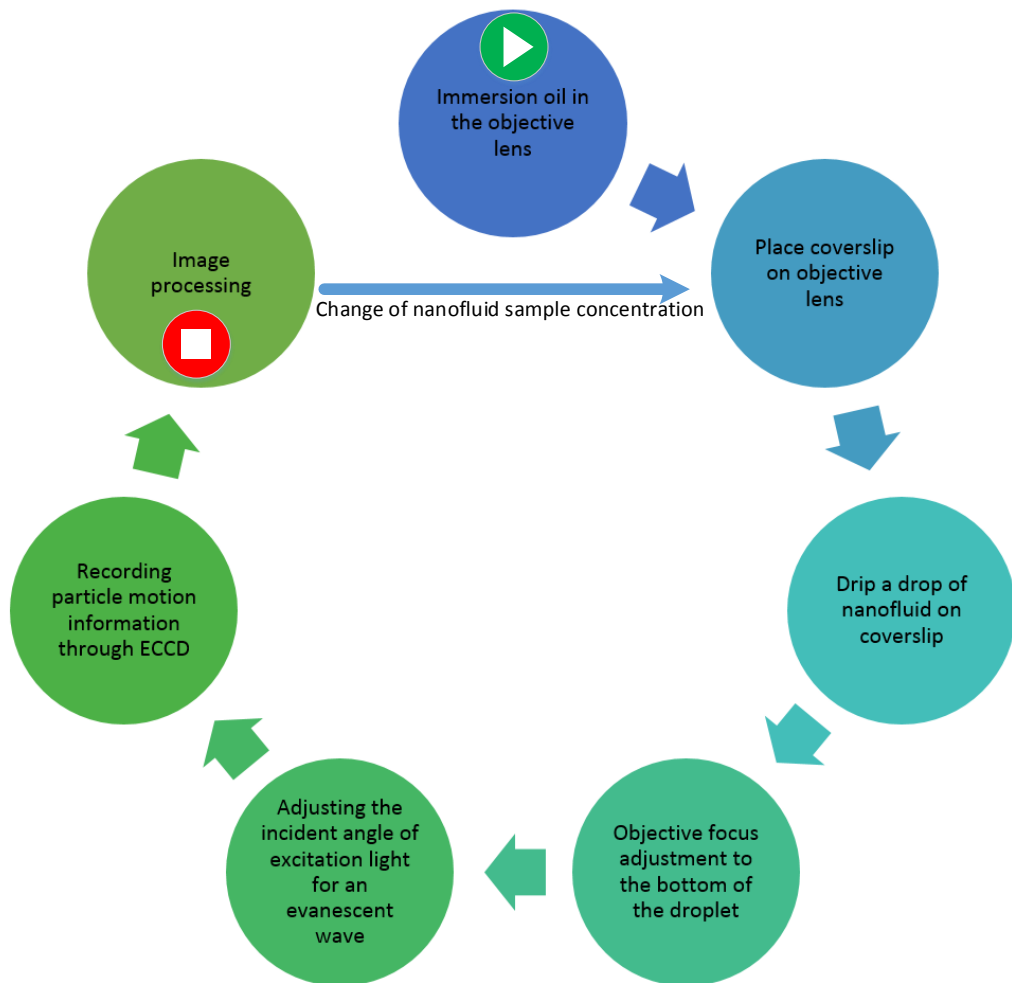 Immersion oil in
the objective
lens
Place coverslip
on objective
lens
Drip a drop of
nanofluid on
coverslip
Objective focus
adjustment to
the bottom of
the droplet
Adjusting the
incident angle of
excitation light
for an
evanescent
wave
Recording
particle motion
information
through ECCD
Image
processing
Change of nanofluid sample concentration